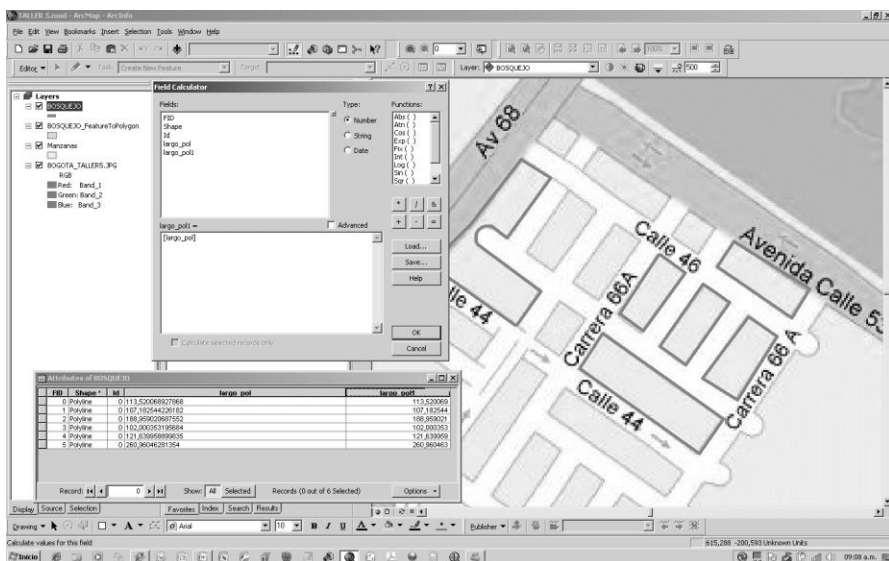 TALLER 5.mxd - ArcMap - ArcInfo
File Edit View Bookmarks Insert Selection Tools Window Help
Editor Task: Create New Feature Target: Layer: BOSQUEJO 500
Layers
BOSQUEJO
BOSQUEJO_FeatureToPolygon
Manzanas
BOGOTA_TALLER5.JPG
RGB
Red: Band_1
Green: Band_2
Blue: Band_3
Field Calculator
Fields:
FID
Shape
Id
largo_pol
largo_pol1
Type:
Number
String
Date
Functions:
Abs ( )
Atn ( )
Cos ( )
Exp ( )
Fix ( )
Int ( )
Log ( )
Sin ( )
Sqr ( )
* / &
+ - =
largo_pol1 =
Advanced
[largo_pol]
Load...
Save...
Help
Calculate selected records only
OK
Cancel
Av 68
Calle 46
Avenida Calle 53
Carrera 66A
Carrera 66 A
Calle 44
lle 44
Attributes of BOSQUEJO
FID Shape * Id largo_pol largo_pol1
0 Polyline 0 113,520068927868 113,520069
1 Polyline 0 107,182544226182 107,182544
2 Polyline 0 188,959020687552 188,959021
3 Polyline 0 102,000353195684 102,000353
4 Polyline 0 121,639958899835 121,639959
5 Polyline 0 260,96046281354 260,960463
Record: 0 Show: All Selected Records (0 out of 6 Selected) Options
Display Source Selection Favorites Index Search Results
Drawing Arial 10 B I U A Publisher
Calculate values for this field 615,288 -200,593 Unknown Units
Inicio 09:08 a.m.